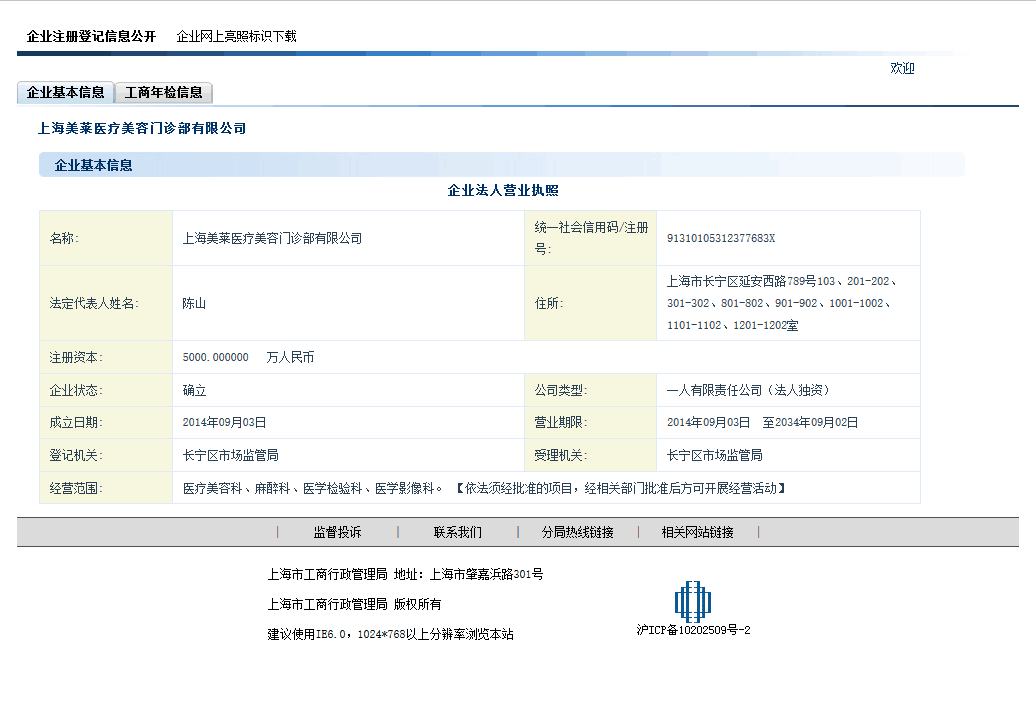 企业注册登记信息公开 企业网上亮照标识下载
欢迎
企业基本信息 工商年检信息
上海美莱医疗美容门诊部有限公司
企业基本信息
企业法人营业执照
名称: 上海美莱医疗美容门诊部有限公司 统一社会信用码/注册号: 91310105312377683X
法定代表人姓名: 陈山 住所: 上海市长宁区延安西路789号103、201-202、
301-302、801-802、901-902、1001-1002、
1101-1102、1201-1202室
注册资本: 5000.000000 万人民币
企业状态: 确立 公司类型: 一人有限责任公司（法人独资）
成立日期: 2014年09月03日 营业期限: 2014年09月03日 至2034年09月02日
登记机关: 长宁区市场监管局 受理机关: 长宁区市场监管局
经营范围: 医疗美容科、麻醉科、医学检验科、医学影像科。 【依法须经批准的项目，经相关部门批准后方可开展经营活动】
| 监督投诉 | 联系我们 | 分局热线链接 | 相关网站链接 |
上海市工商行政管理局 地址：上海市肇嘉浜路301号
上海市工商行政管理局 版权所有
建议使用IE6.0，1024*768以上分辨率浏览本站
沪ICP备10202509号-2